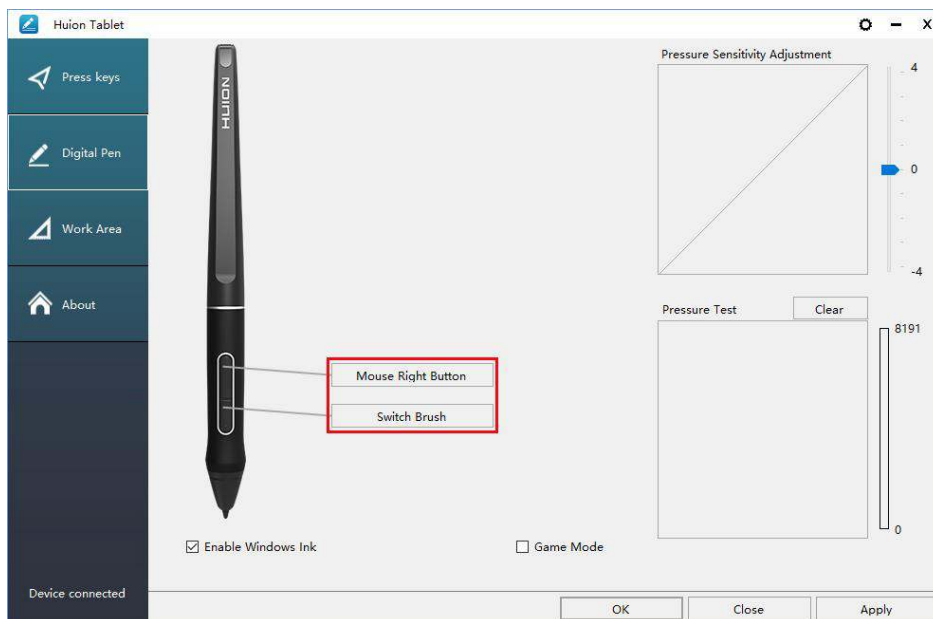 Huion Tablet
X
Press keys
Digital Pen
Work Area
About
Device connected
HUION
Mouse Right Button
Switch Brush
Enable Windows Ink
Game Mode
Pressure Sensitivity Adjustment
4
0
-4
Pressure Test
Clear
8191
0
OK
Close
Apply